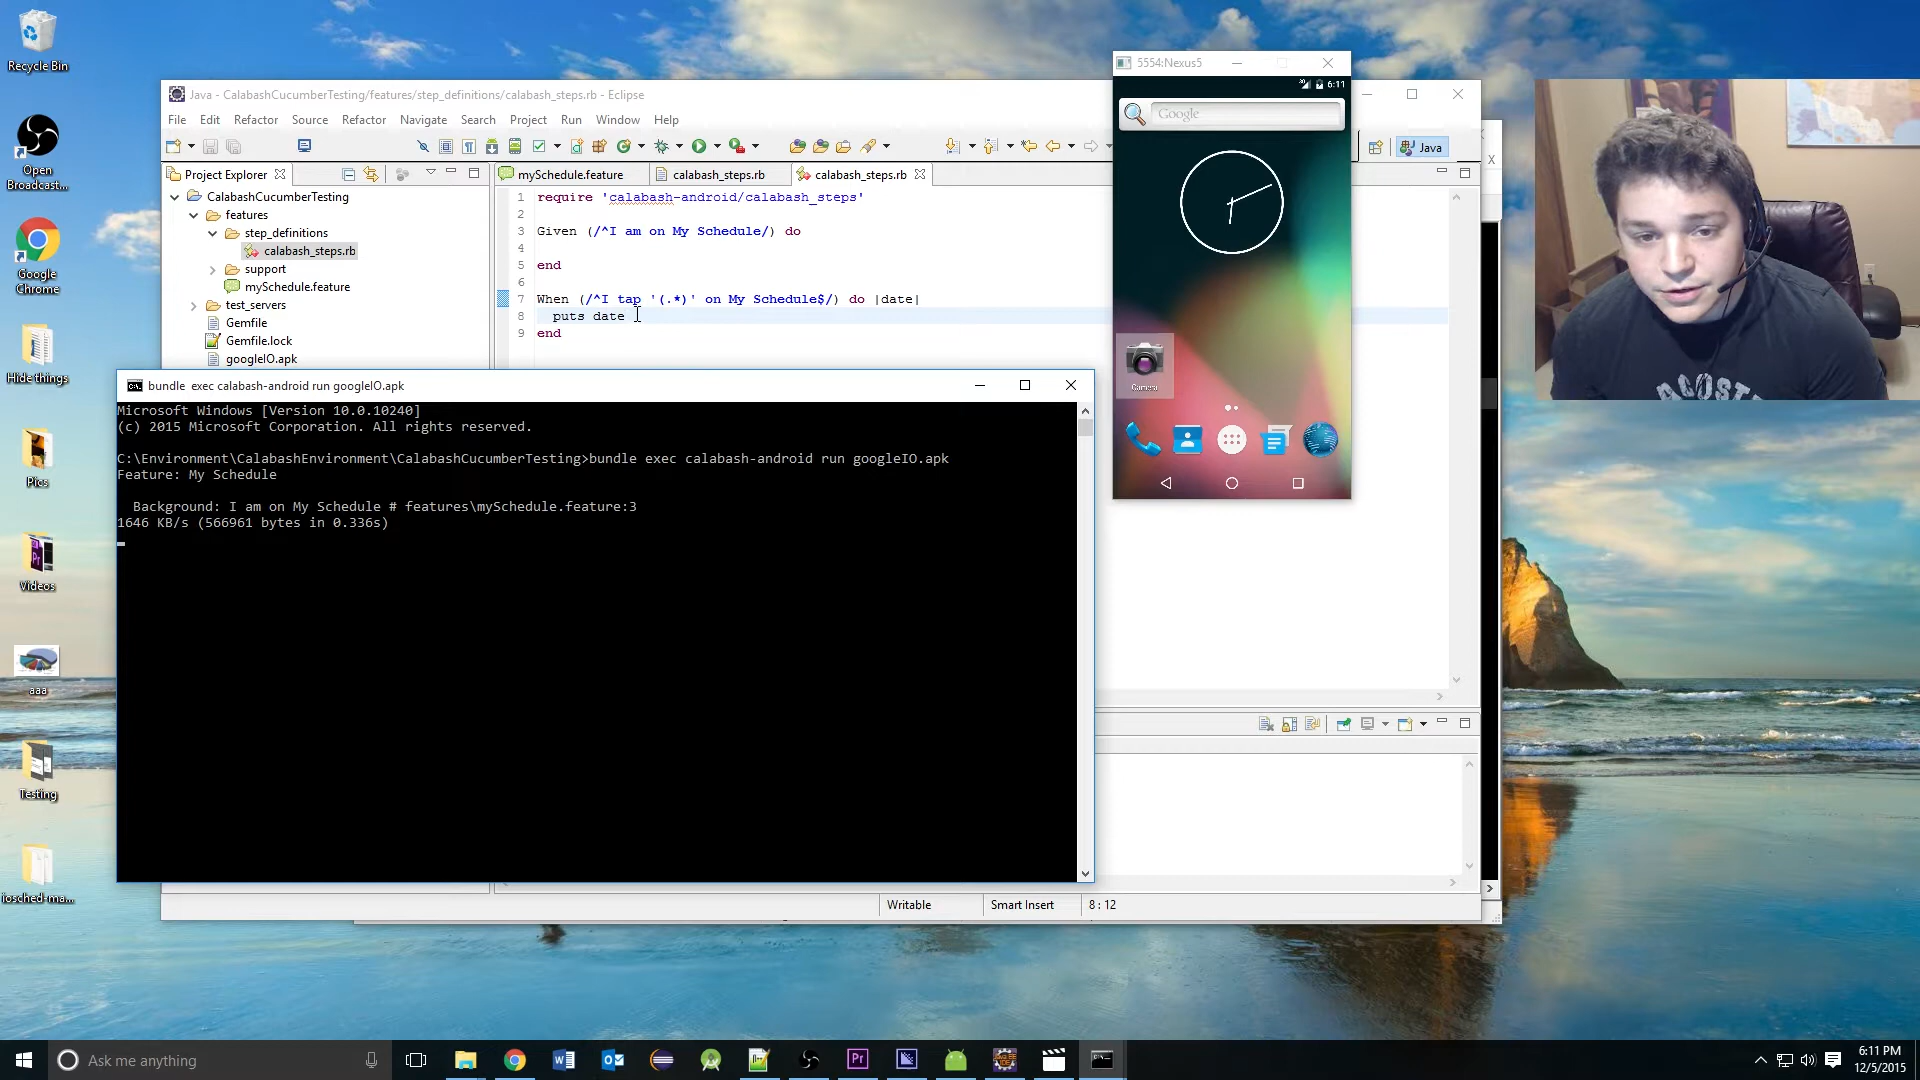 Recycle Bin
Open
Broadcast...
Google
Chrome
Hide things
Pics
Videos
aaa
Testing
iosched-ma...
Java - CalabashCucumberTesting/features/step_definitions/calabash_steps.rb - Eclipse
File Edit Refactor Source Refactor Navigate Search Project Run Window Help
Java
Project Explorer
CalabashCucumberTesting
features
step_definitions
calabash_steps.rb
support
mySchedule.feature
test_servers
Gemfile
Gemfile.lock
googleIO.apk
mySchedule.feature calabash_steps.rb calabash_steps.rb
1 require 'calabash-android/calabash_steps'
2
3 Given (/^I am on My Schedule/) do
4
5 end
6
7 When (/^I tap '(.*)' on My Schedule$/) do |date|
8 puts date
9 end
5554:Nexus5
3G 6:11
Google
Camera
bundle exec calabash-android run googleIO.apk
Microsoft Windows [Version 10.0.10240]
(c) 2015 Microsoft Corporation. All rights reserved.
C:\Environment\CalabashEnvironment\CalabashCucumberTesting>bundle exec calabash-android run googleIO.apk
Feature: My Schedule
Background: I am on My Schedule # features\mySchedule.feature:3
1646 KB/s (566961 bytes in 0.336s)
Writable Smart Insert 8 : 12
Ask me anything
6:11 PM
12/5/2015